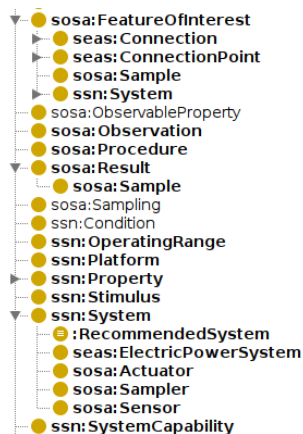 sosa:FeatureOfInterest
seas:Connection
seas:ConnectionPoint
sosa:Sample
ssn:System
sosa:ObservableProperty
sosa:Observation
sosa:Procedure
sosa:Result
sosa:Sample
sosa:Sampling
ssn:Condition
ssn:OperatingRange
ssn:Platform
ssn:Property
ssn:Stimulus
ssn:System
:RecommendedSystem
seas:ElectricPowerSystem
sosa:Actuator
sosa:Sampler
sosa:Sensor
ssn:SystemCapability